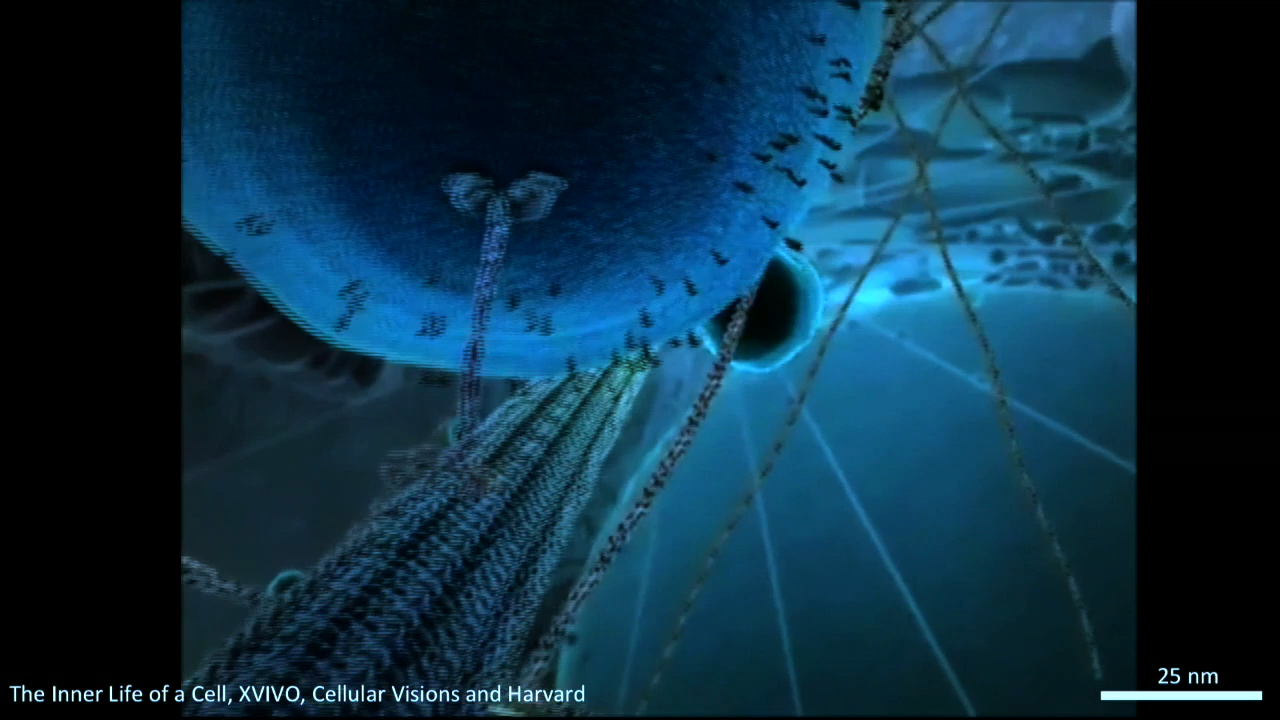 25 nm
The Inner Life of a Cell, XVIVO, Cellular Visions and Harvard